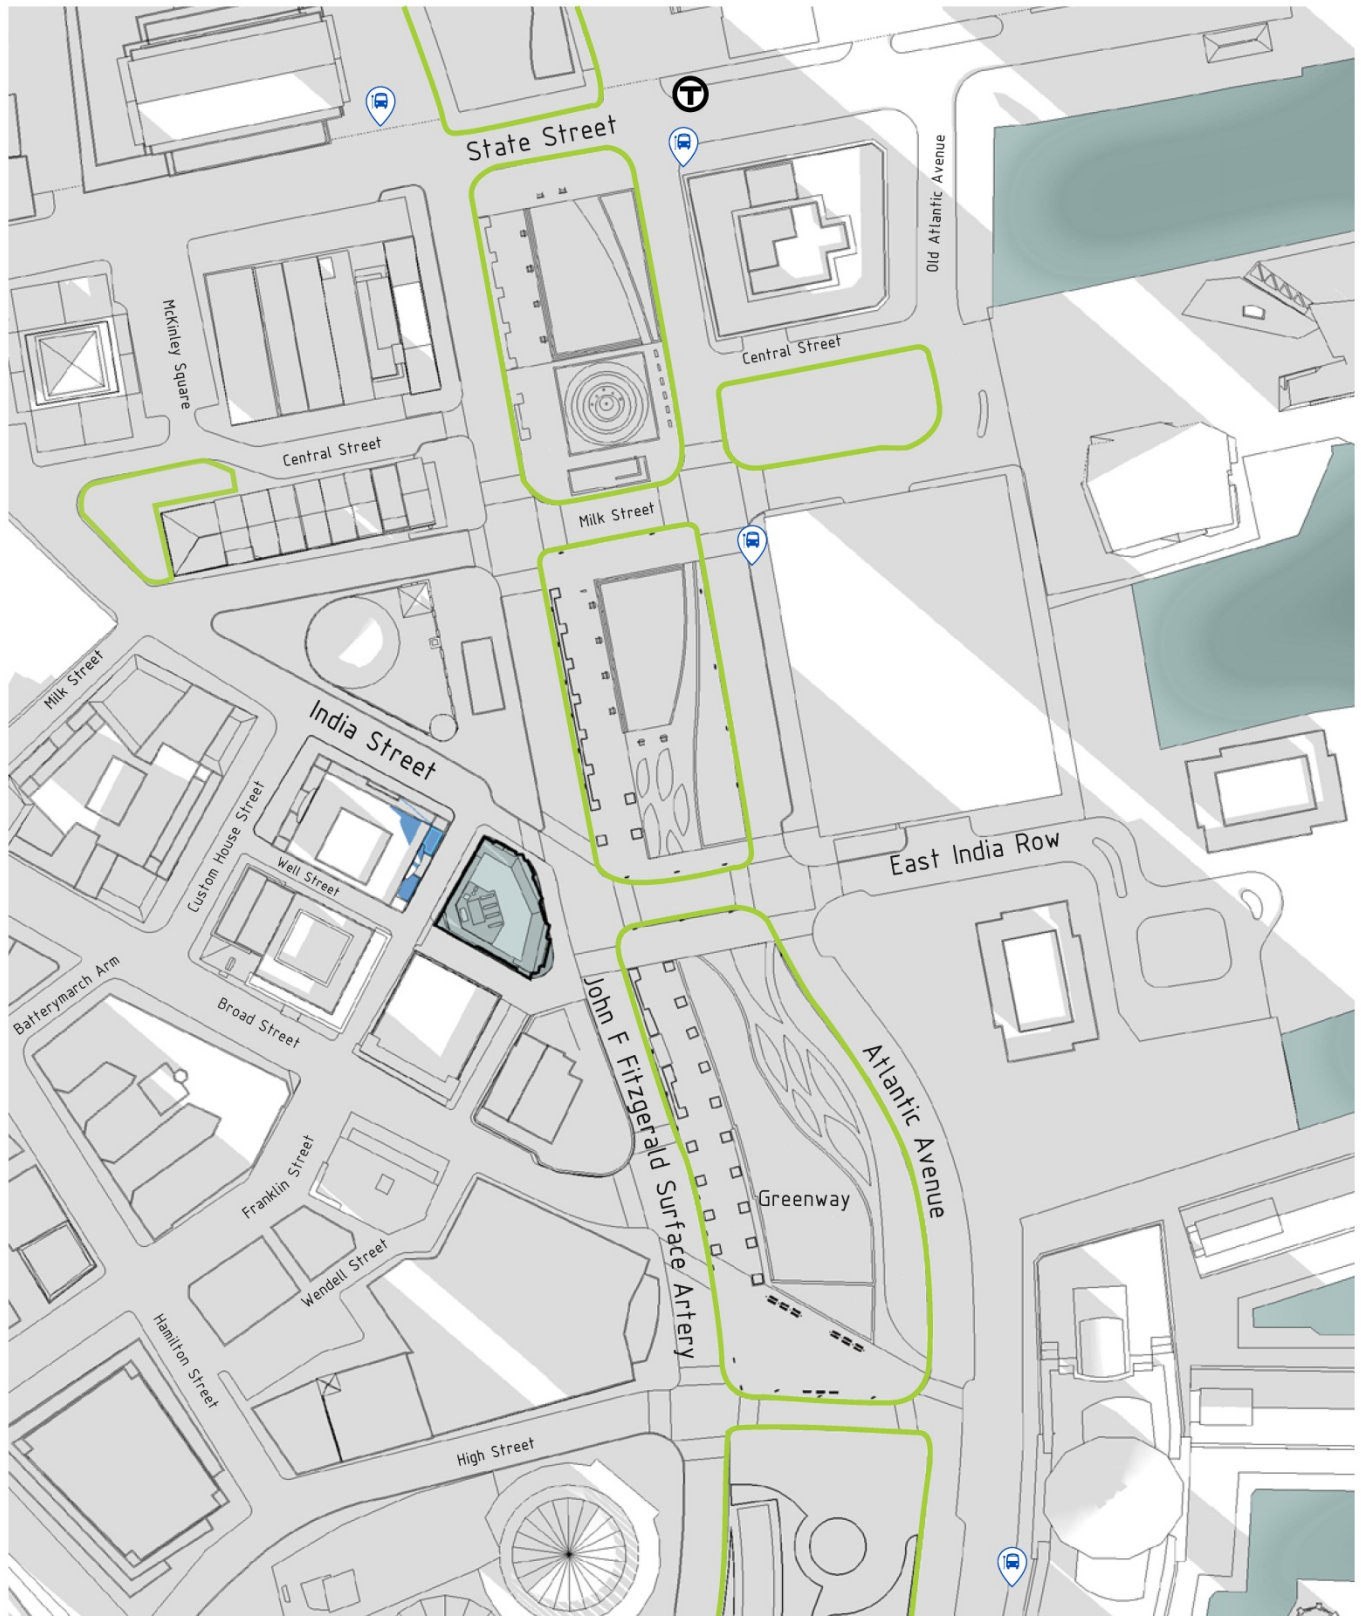 T
State Street
Old Atlantic Avenue
McKinley Square
Central Street
Central Street
Milk Street
Milk Street
India Street
Custom House Street
Well Street
East India Row
Batterymarch Arm
Broad Street
John F Fitzgerald Surface Artery
Atlantic Avenue
Franklin Street
Greenway
Wendell Street
Hamilton Street
High Street